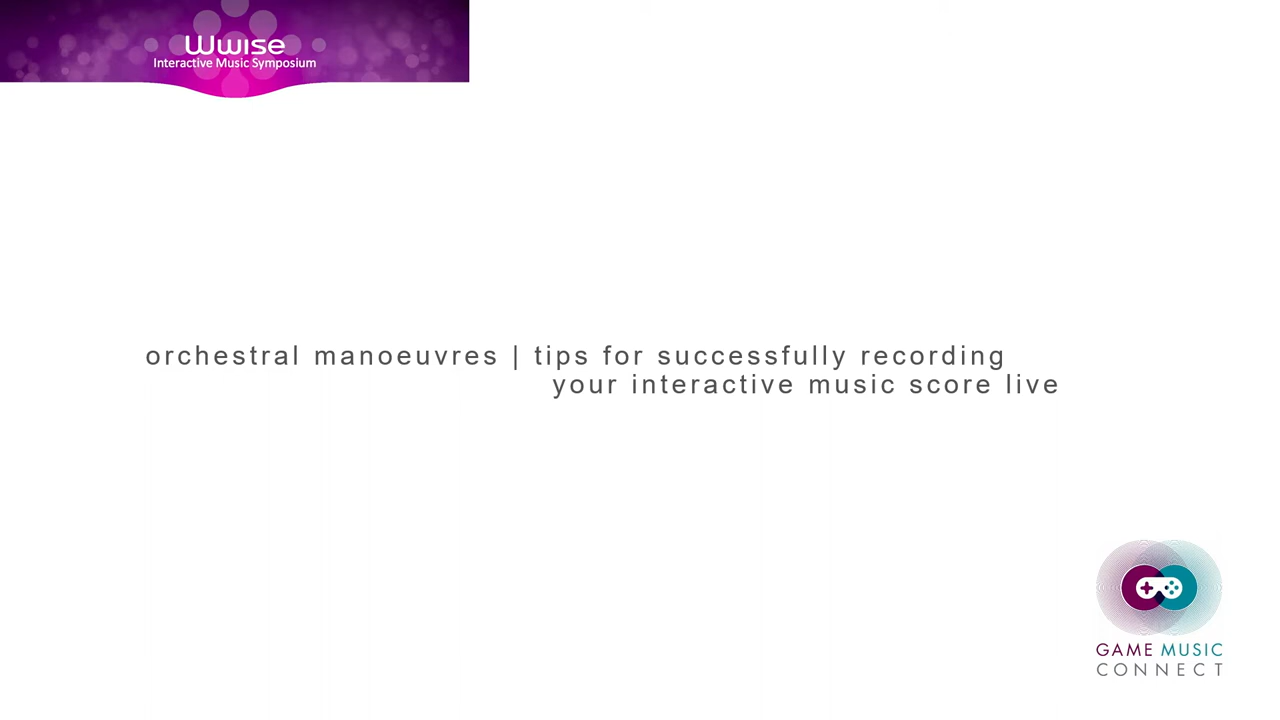 Wwise
Interactive Music Symposium
orchestral manoeuvres | tips for successfully recording
your interactive music score live
GAME MUSIC
CONNECT